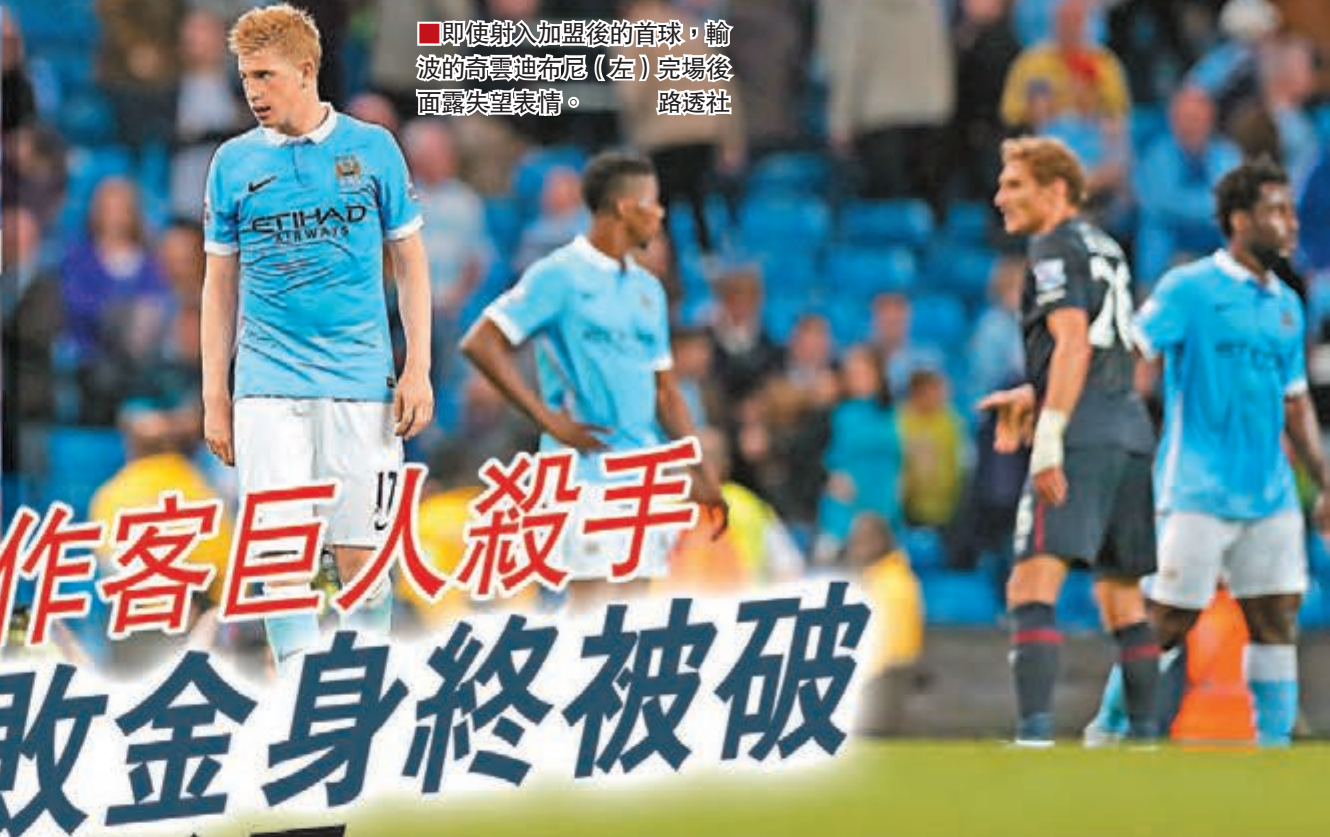 ■即使射入加盟後的首球，輸
波的奇雲迪布尼（左）完場後
面露失望表情。 路透社
ETIHAD
AIRWAYS
17
作客巨人殺手
敗金身終被破